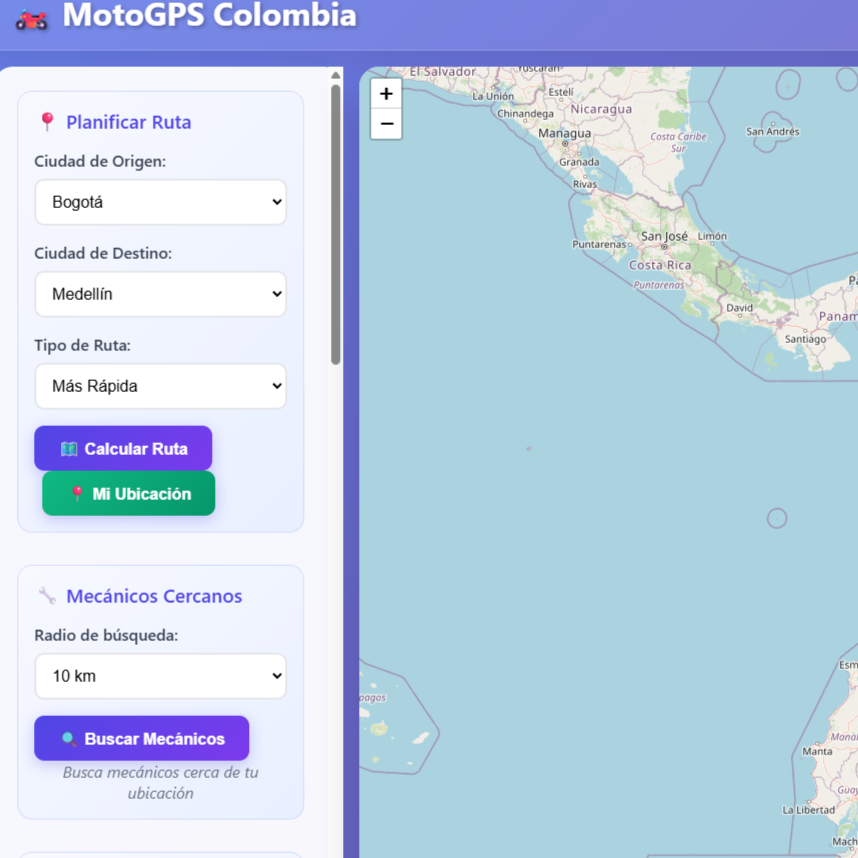 MotoGPS Colombia
Planificar Ruta
Ciudad de Origen:
Bogotá
Ciudad de Destino:
Medellín
Tipo de Ruta:
Más Rápida
Calcular Ruta
Mi Ubicación
Mecánicos Cercanos
Radio de búsqueda:
10 km
Buscar Mecánicos
Busca mecánicos cerca de tu
ubicación
+
−
El Salvador
Yuscarán
La Unión
Estelí
Chinandega
Nicaragua
Managua
Costa Caribe
Sur
San Andrés
Granada
Rivas
Puntarenas
San José
Limón
Costa Rica
Puntarenas
David
Panam
Santiago
Esm
Manta
Mana
Guay
La Libertad
Mach